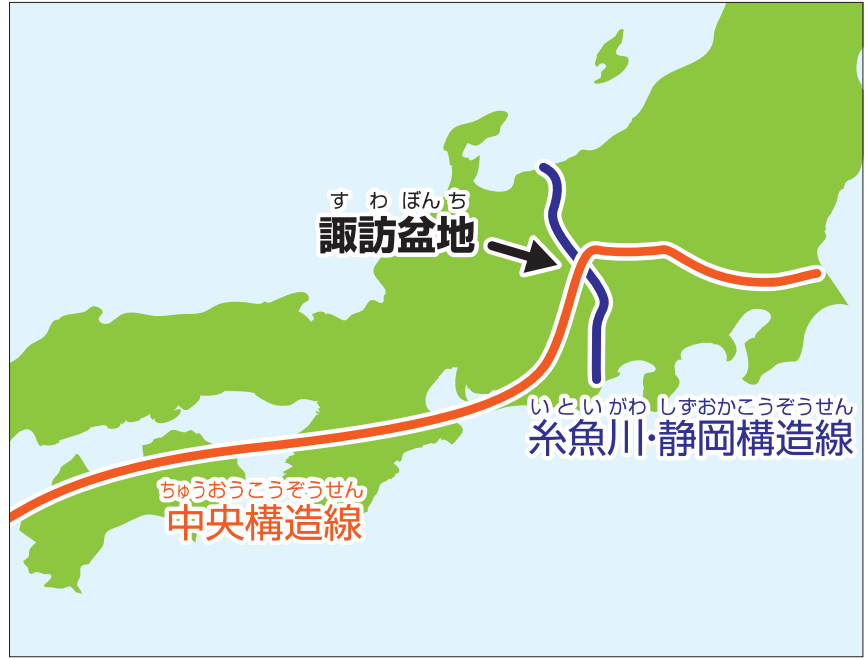 すわぼんち
諏訪盆地
いといがわ しずおかこうぞうせん
糸魚川・静岡構造線
ちゅうおうこうぞうせん
中央構造線